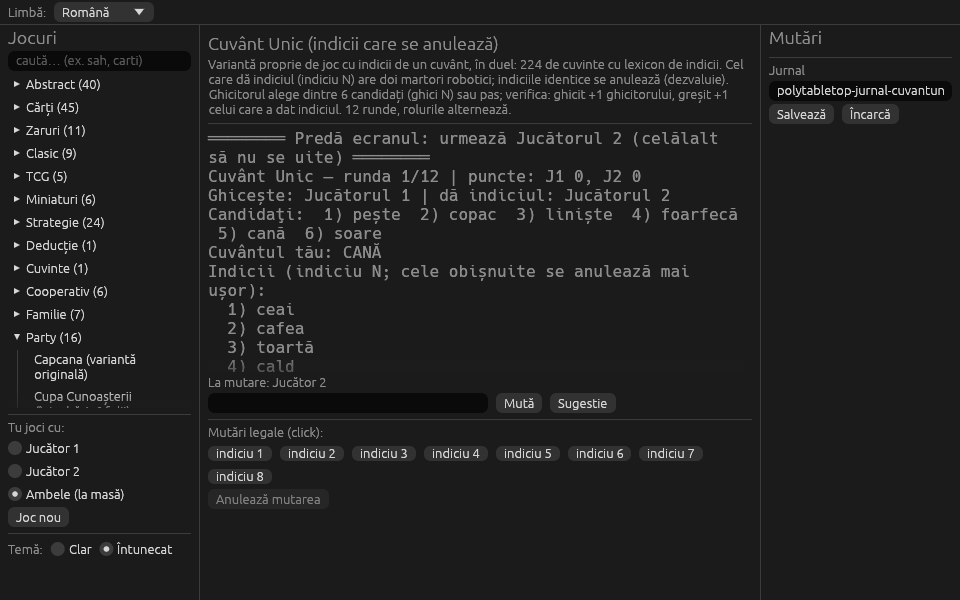 Limbă: Română
Jocuri
caută... (ex. sah, carti)
Abstract (40)
Cărți (45)
Zaruri (11)
Clasic (9)
TCG (5)
Miniaturi (6)
Strategie (24)
Deducție (1)
Cuvinte (1)
Cooperativ (6)
Familie (7)
Party (16)
Capcana (variantă
originală)
Cupa Cunoașterii
Tu joci cu:
Jucător 1
Jucător 2
Ambele (la masă)
Joc nou
Temă: Clar Întunecat
Cuvânt Unic (indicii care se anulează)
Variantă proprie de joc cu indicii de un cuvânt, în duel: 224 de cuvinte cu lexicon de indicii. Cel
care dă indiciul (indiciu N) are doi martori robotici; indiciile identice se anulează (dezvaluie).
Ghicitorul alege dintre 6 candidați (ghici N) sau pas; verifica: ghicit +1 ghicitorului, greșit +1
celui care a dat indiciul. 12 runde, rolurile alternează.
════════ Predă ecranul: urmează Jucătorul 2 (celălalt
să nu se uite) ════════
Cuvânt Unic — runda 1/12 | puncte: J1 0, J2 0
Ghicește: Jucătorul 1 | dă indiciul: Jucătorul 2
Candidați: 1) pește 2) copac 3) liniște 4) foarfecă
5) cană 6) soare
Cuvântul tău: CANĂ
Indicii (indiciu N; cele obișnuite se anulează mai
ușor):
1) ceai
2) cafea
3) toartă
4) cald
La mutare: Jucător 2
Mută Sugestie
Mutări legale (click):
indiciu 1 indiciu 2 indiciu 3 indiciu 4 indiciu 5 indiciu 6 indiciu 7
indiciu 8
Anulează mutarea
Mutări
Jurnal
polytabletop-jurnal-cuvantun
Salvează Încarcă